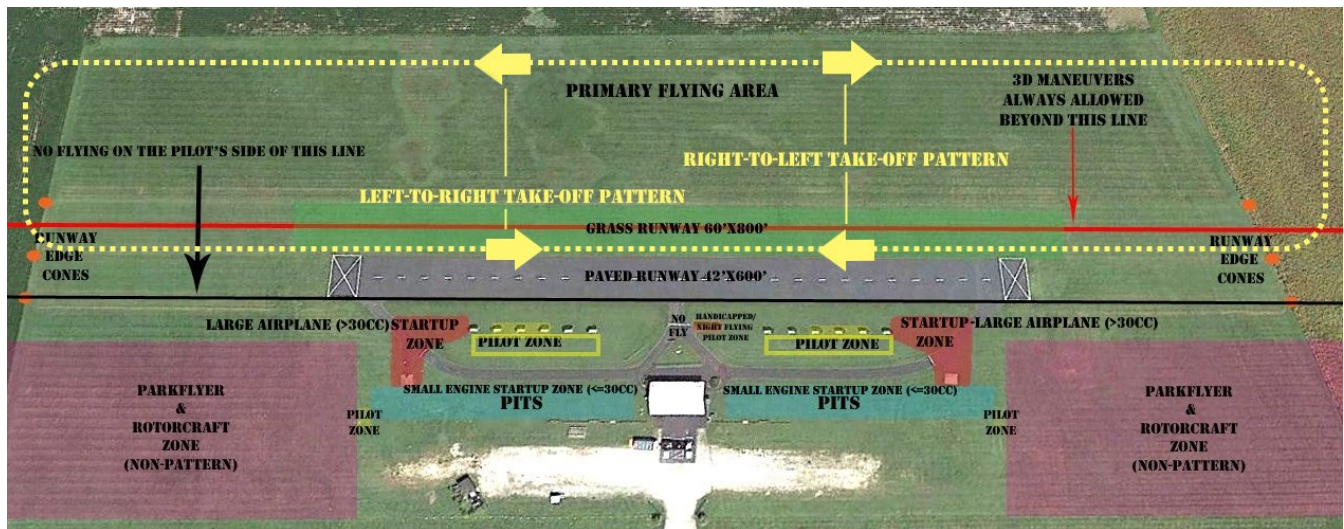 PRIMARY FLYING AREA
3D MANEUVERS
ALWAYS ALLOWED
BEYOND THIS LINE
NO FLYING ON THE PILOT'S SIDE OF THIS LINE
RIGHT-TO-LEFT TAKE-OFF PATTERN
LEFT-TO-RIGHT TAKE-OFF PATTERN
GRASS RUNWAY 60'X800'
RUNWAY
EDGE
CONES
RUNWAY
EDGE
CONES
PAVED RUNWAY 42'X600'
LARGE AIRPLANE (>30CC) STARTUP
ZONE
PILOT ZONE
NO
FLY
HANDICAPPED/
NIGHT FLYING
PILOT ZONE
PILOT ZONE
STARTUP-LARGE AIRPLANE (>30CC)
ZONE
SMALL ENGINE STARTUP ZONE (<=30CC)
PITS
SMALL ENGINE STARTUP ZONE (<=30CC)
PITS
PARKFLYER
&
ROTORCRAFT
ZONE
(NON-PATTERN)
PILOT
ZONE
PILOT
ZONE
PARKFLYER
&
ROTORCRAFT
ZONE
(NON-PATTERN)